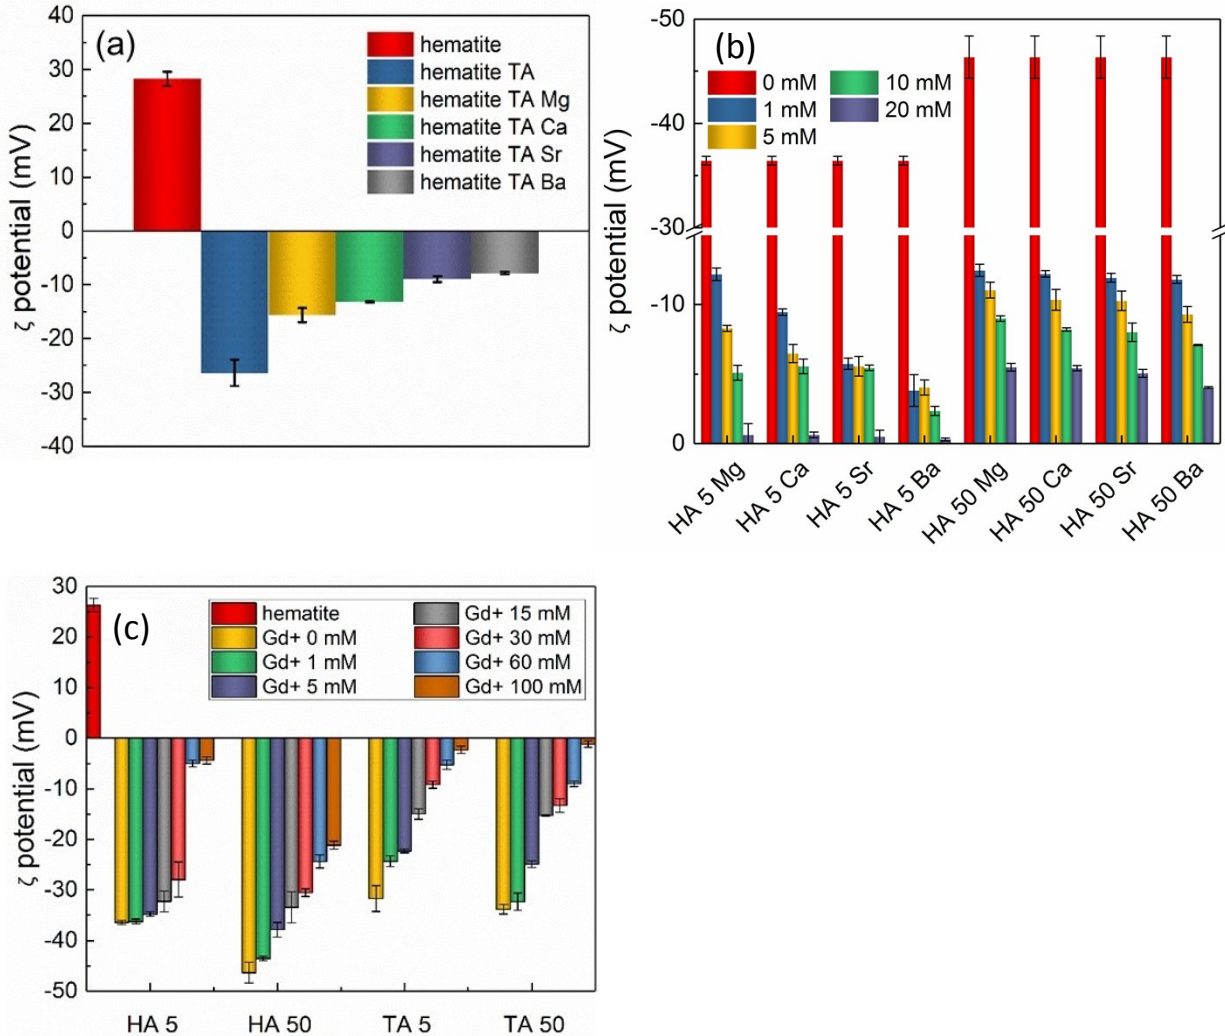 (a)
ζ potential (mV)
40
30
20
10
0
-10
-20
-30
-40
hematite
hematite TA
hematite TA Mg
hematite TA Ca
hematite TA Sr
hematite TA Ba
(b)
ζ potential (mV)
-50
-40
-30
-10
0
0 mM
1 mM
5 mM
10 mM
20 mM
HA 5 Mg
HA 5 Ca
HA 5 Sr
HA 5 Ba
HA 50 Mg
HA 50 Ca
HA 50 Sr
HA 50 Ba
(c)
ζ potential (mV)
30
20
10
0
-10
-20
-30
-40
-50
hematite
Gd+ 0 mM
Gd+ 1 mM
Gd+ 5 mM
Gd+ 15 mM
Gd+ 30 mM
Gd+ 60 mM
Gd+ 100 mM
HA 5
HA 50
TA 5
TA 50